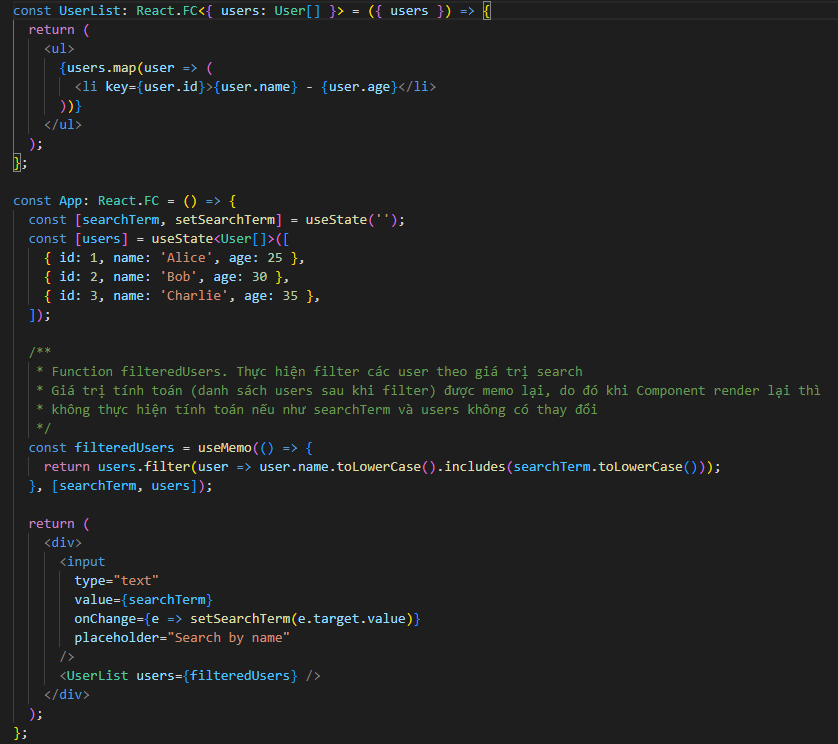 const UserList: React.FC<{ users: User[] }> = ({ users }) => {
  return (
    <ul>
      {users.map(user => (
        <li key={user.id}>{user.name} - {user.age}</li>
      ))}
    </ul>
  );
};

const App: React.FC = () => {
  const [searchTerm, setSearchTerm] = useState('');
  const [users] = useState<User[]>([
    { id: 1, name: 'Alice', age: 25 },
    { id: 2, name: 'Bob', age: 30 },
    { id: 3, name: 'Charlie', age: 35 },
  ]);

  /**
   * Function filteredUsers. Thực hiện filter các user theo giá trị search
   * Giá trị tính toán (danh sách users sau khi filter) được memo lại, do đó khi Component render lại thì
   * không thực hiện tính toán nếu như searchTerm và users không có thay đổi
   */
  const filteredUsers = useMemo(() => {
    return users.filter(user => user.name.toLowerCase().includes(searchTerm.toLowerCase()));
  }, [searchTerm, users]);

  return (
    <div>
      <input
        type="text"
        value={searchTerm}
        onChange={e => setSearchTerm(e.target.value)}
        placeholder="Search by name"
      />
      <UserList users={filteredUsers} />
    </div>
  );
};